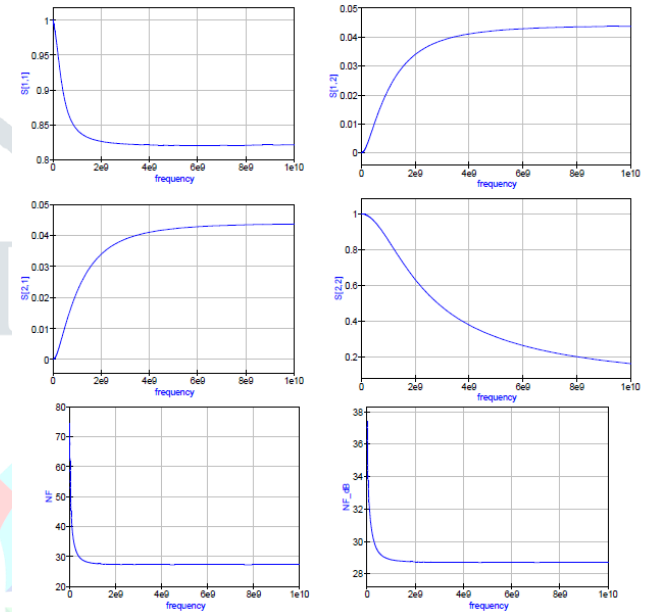 1
0.95
0.9
0.85
0.8
S[1,1]
0 2e9 4e9 6e9 8e9 1e10
frequency
0.05
0.04
0.03
0.02
0.01
0
S[1,2]
0 2e9 4e9 6e9 8e9 1e10
frequency
0.05
0.04
0.03
0.02
0.01
0
S[2,1]
0 2e9 4e9 6e9 8e9 1e10
frequency
1
0.8
0.6
0.4
0.2
S[2,2]
0 2e9 4e9 6e9 8e9 1e10
frequency
80
70
60
50
40
30
20
NF
0 2e9 4e9 6e9 8e9 1e10
frequency
38
36
34
32
30
28
NF_dB
0 2e9 4e9 6e9 8e9 1e10
frequency